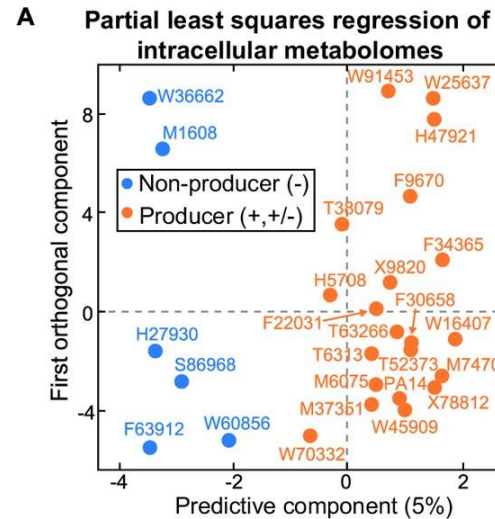 A
Partial least squares regression of
intracellular metabolomes
First orthogonal component
8
4
0
-4
W91453
W25637
W36662
H47921
M1608
Non-producer (-)
Producer (+,+/-)
F9670
T38079
F34365
X9820
H5708
F30658
F22031
T63266
W16407
H27930
T6313
T52373
M7470
S86968
M6075
PA14
X78812
M37351
F63912
W60856
W45909
W70332
-4
-2
0
2
Predictive component (5%)